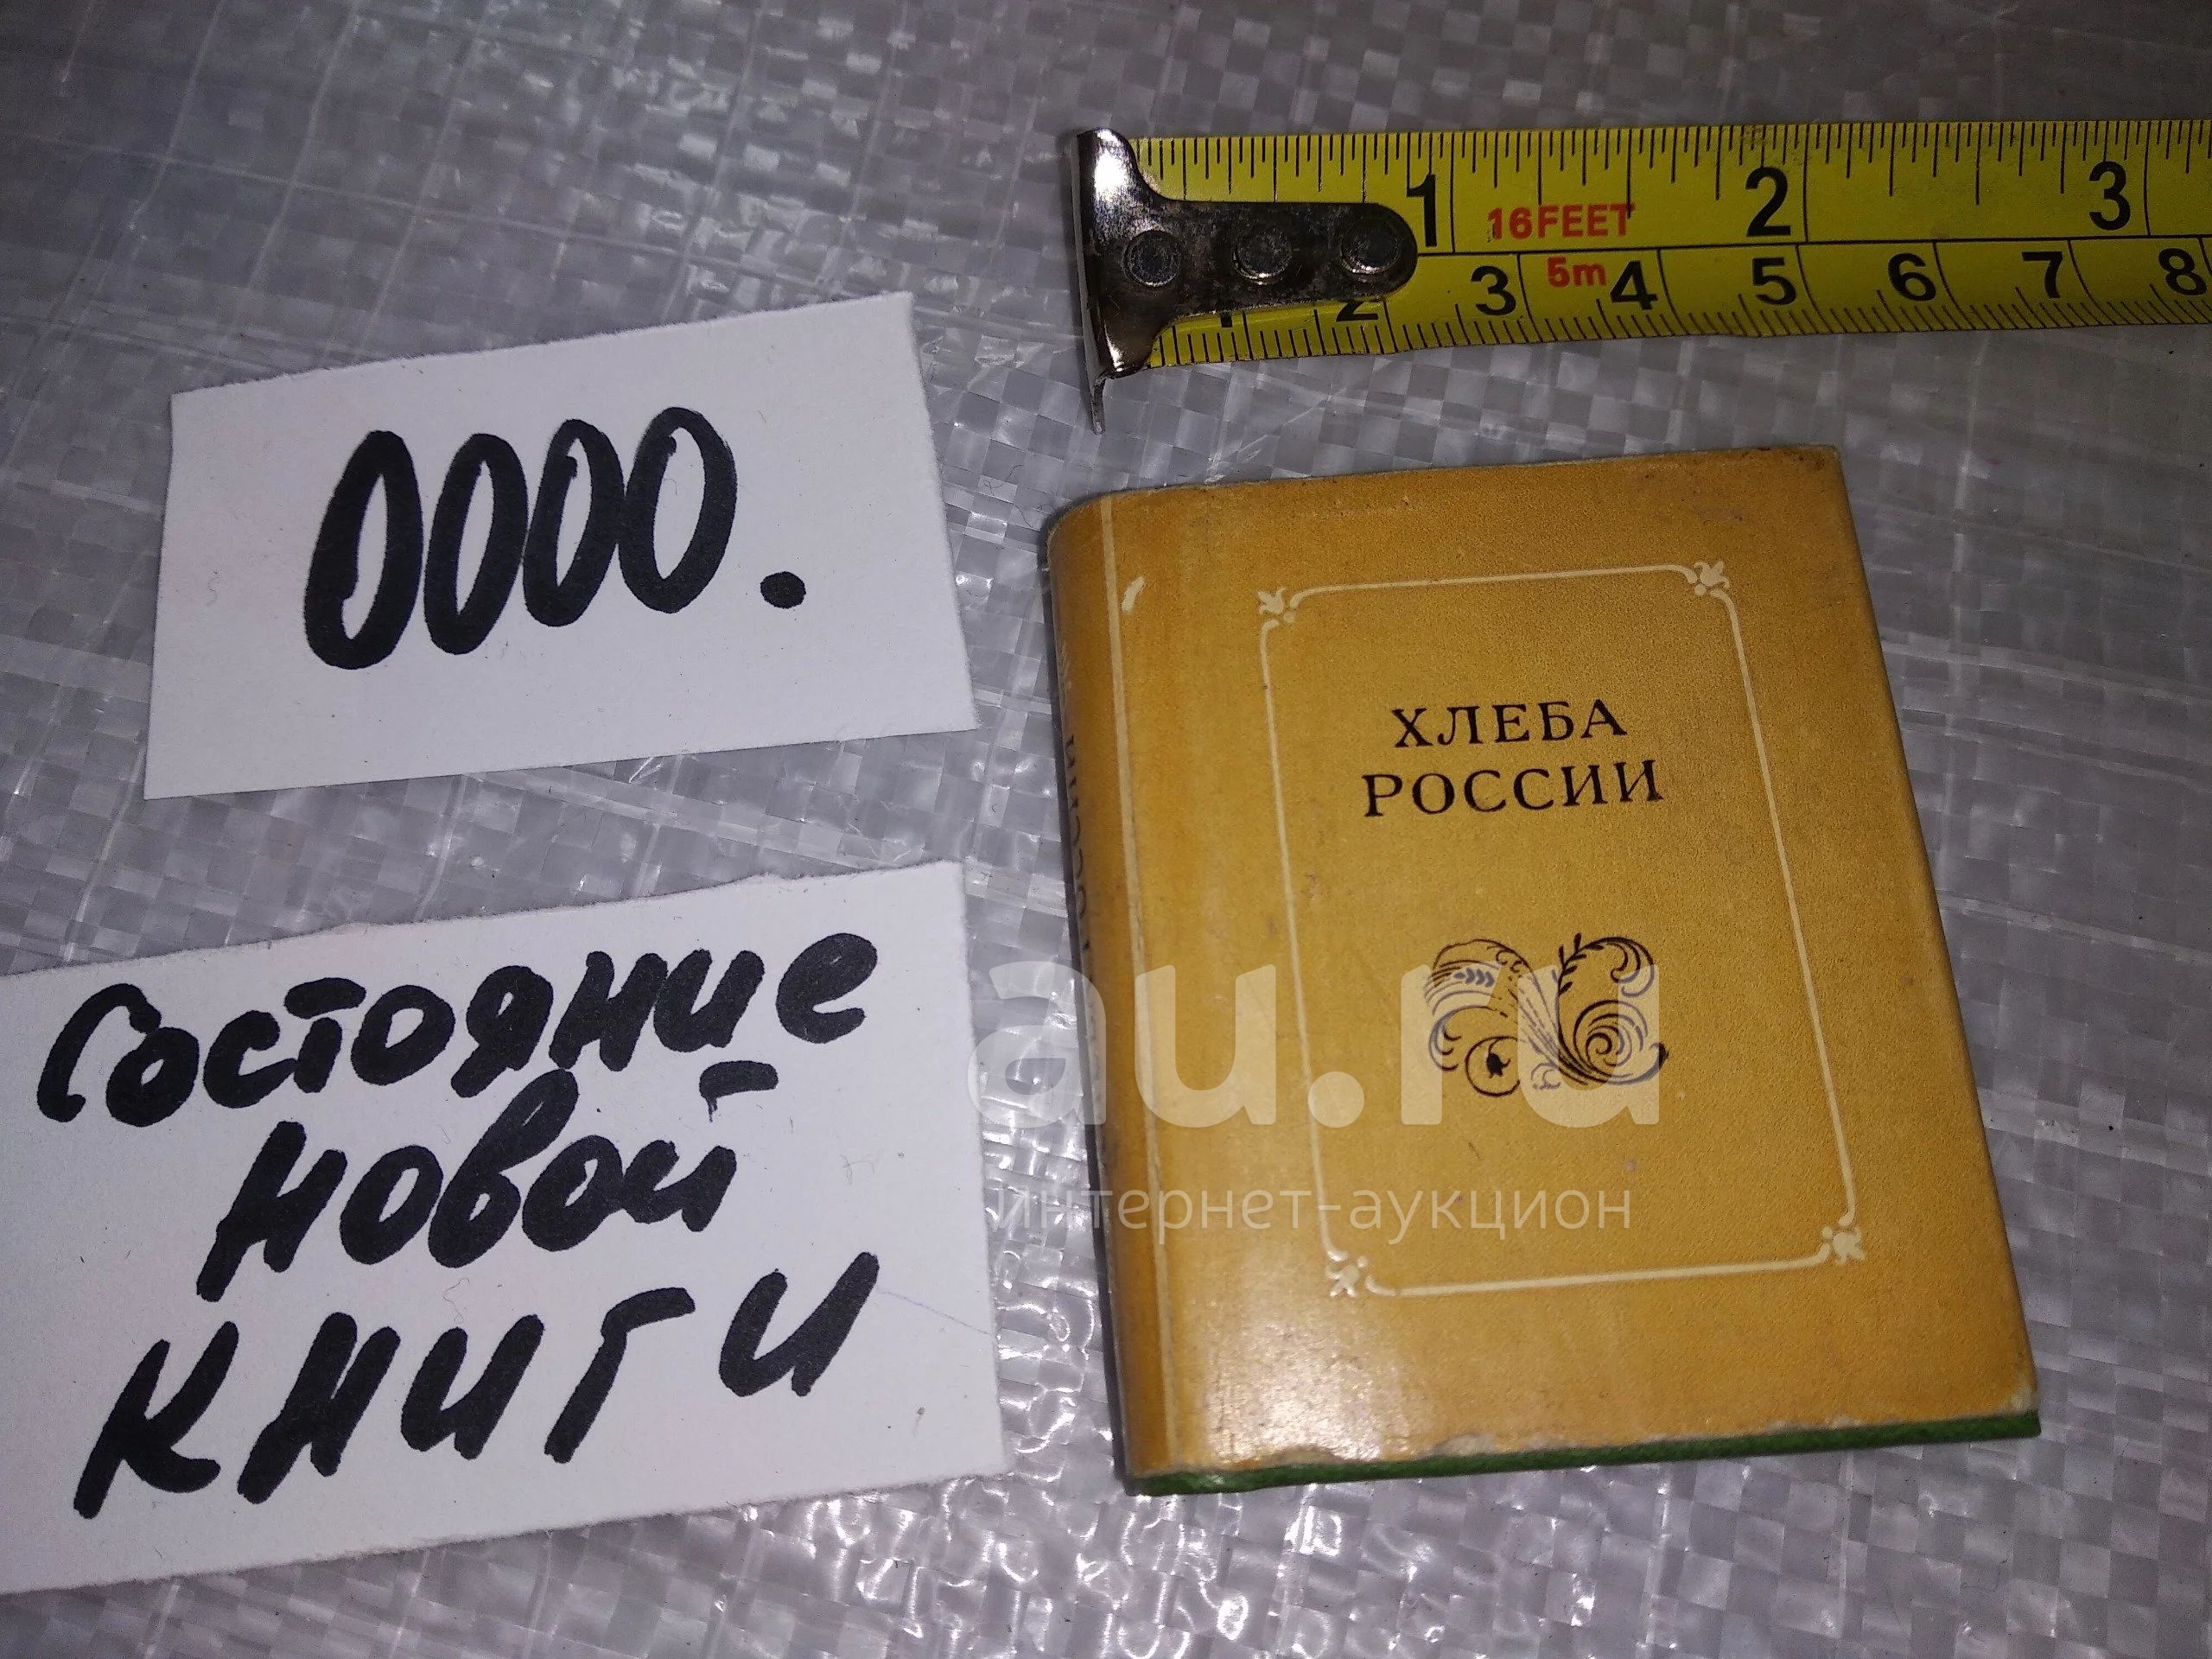 1 2 3
16FEET
5m
1 2 3 4 5 6 7 8
0000.
ХЛЕБА
РОССИИ
Состояние
новой
книги
au.ru
интернет-аукцион